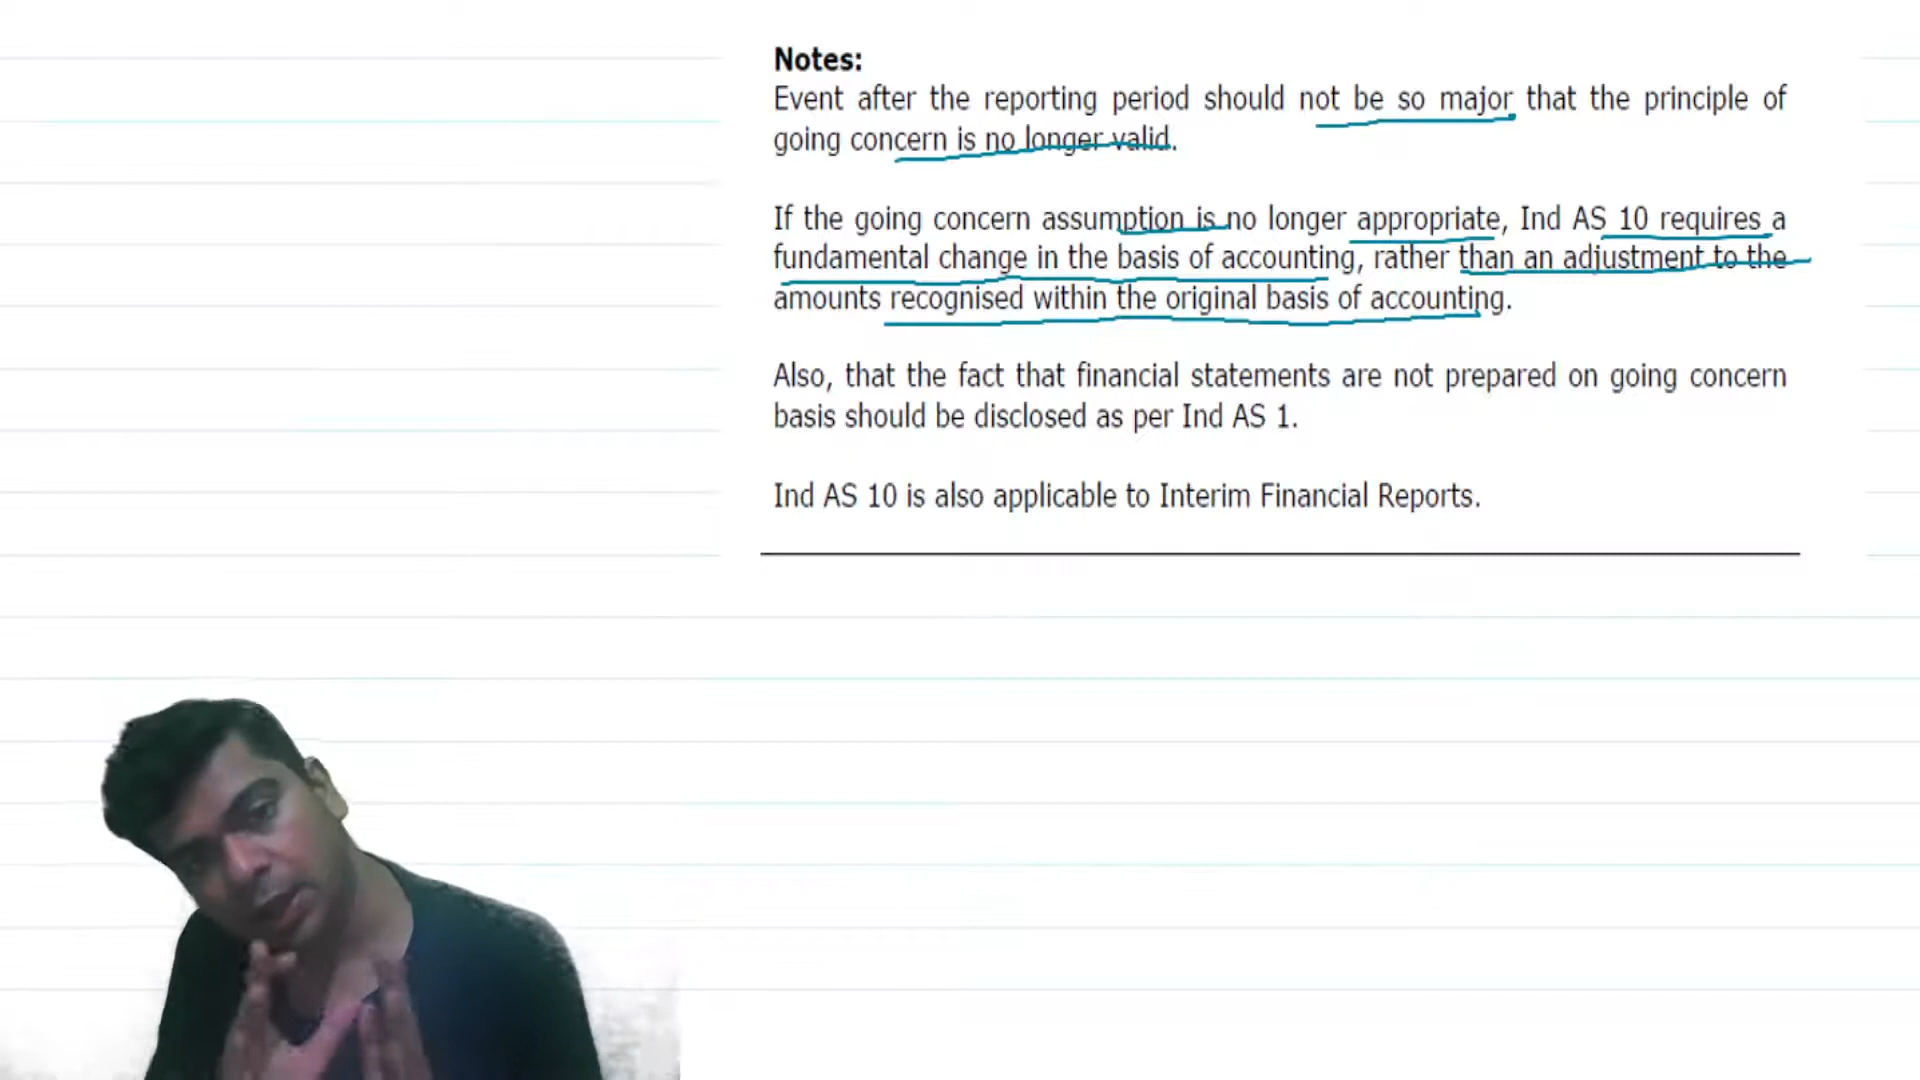 Notes:
Event after the reporting period should not be so major that the principle of
going concern is no longer valid.
If the going concern assumption is no longer appropriate, Ind AS 10 requires a
fundamental change in the basis of accounting, rather than an adjustment to the
amounts recognised within the original basis of accounting.
Also, that the fact that financial statements are not prepared on going concern
basis should be disclosed as per Ind AS 1.
Ind AS 10 is also applicable to Interim Financial Reports.